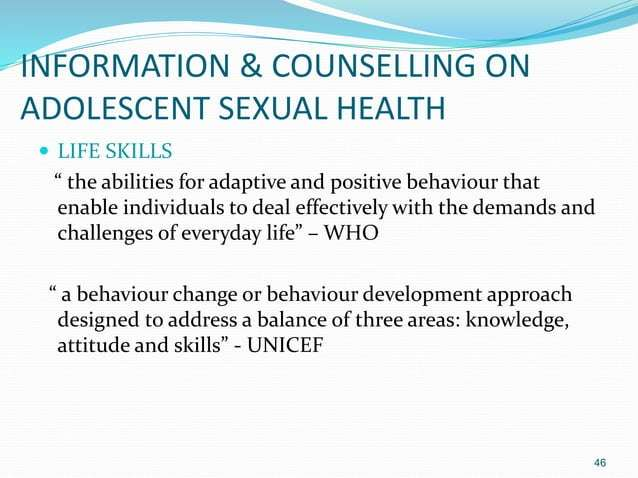 INFORMATION & COUNSELLING ON
ADOLESCENT SEXUAL HEALTH
• LIFE SKILLS
“ the abilities for adaptive and positive behaviour that
enable individuals to deal effectively with the demands and
challenges of everyday life” – WHO
“ a behaviour change or behaviour development approach
designed to address a balance of three areas: knowledge,
attitude and skills” - UNICEF
46